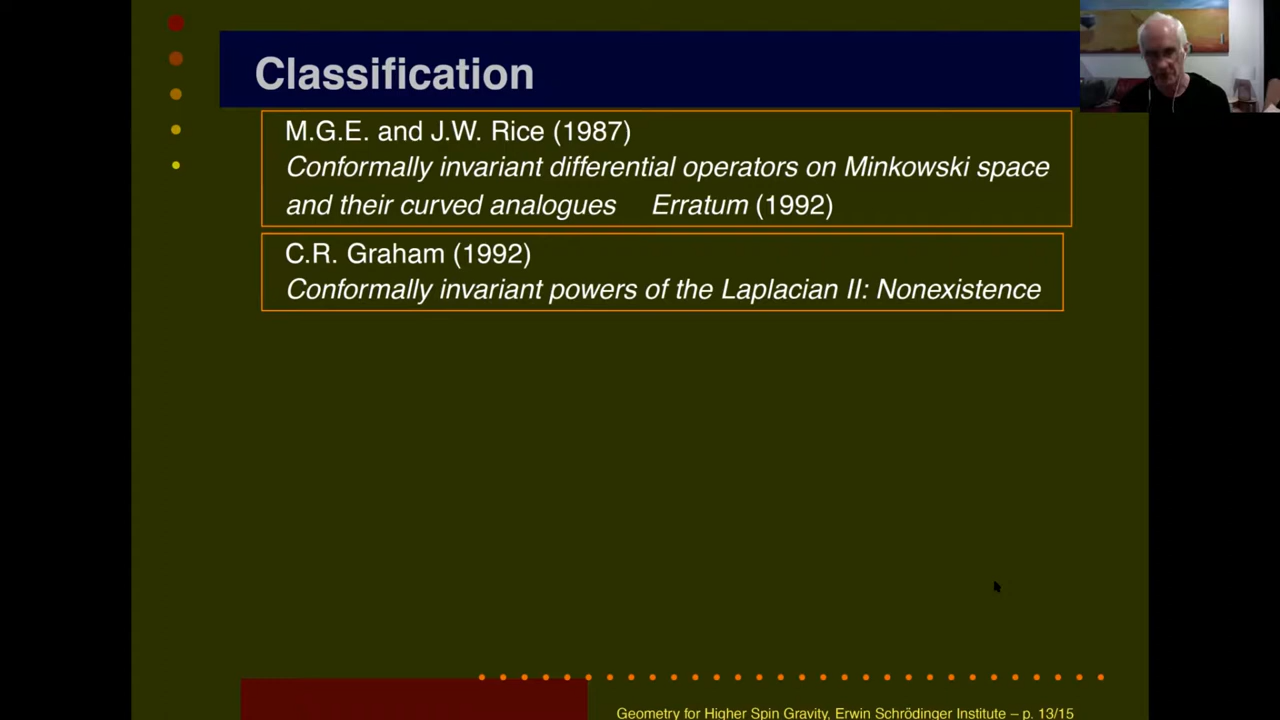 Classification
M.G.E. and J.W. Rice (1987)
Conformally invariant differential operators on Minkowski space
and their curved analogues Erratum (1992)
C.R. Graham (1992)
Conformally invariant powers of the Laplacian II: Nonexistence
Geometry for Higher Spin Gravity, Erwin Schrödinger Institute – p. 13/15